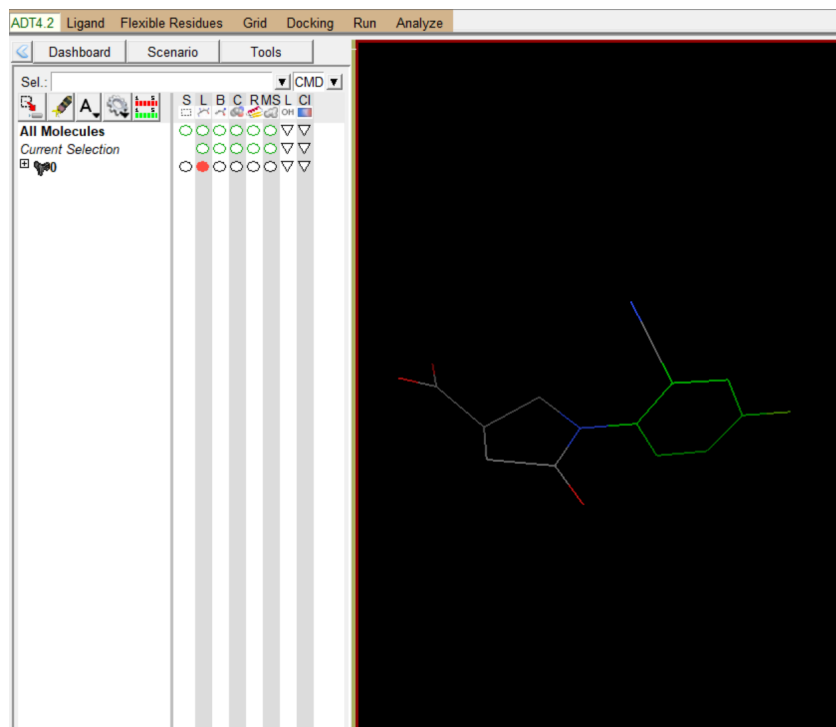 ADT4.2 Ligand Flexible Residues Grid Docking Run Analyze
Dashboard Scenario Tools
Sel.: CMD
A
S L B C R MS L Cl
OH
All Molecules
Current Selection
0